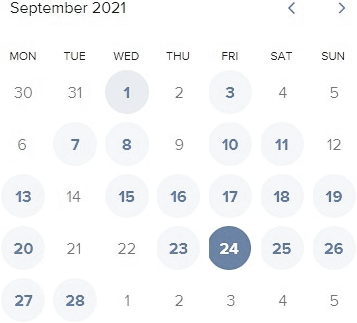 September 2021
MON TUE WED THU FRI SAT SUN
30 31 1 2 3 4 5
6 7 8 9 10 11 12
13 14 15 16 17 18 19
20 21 22 23 24 25 26
27 28 1 2 3 4 5